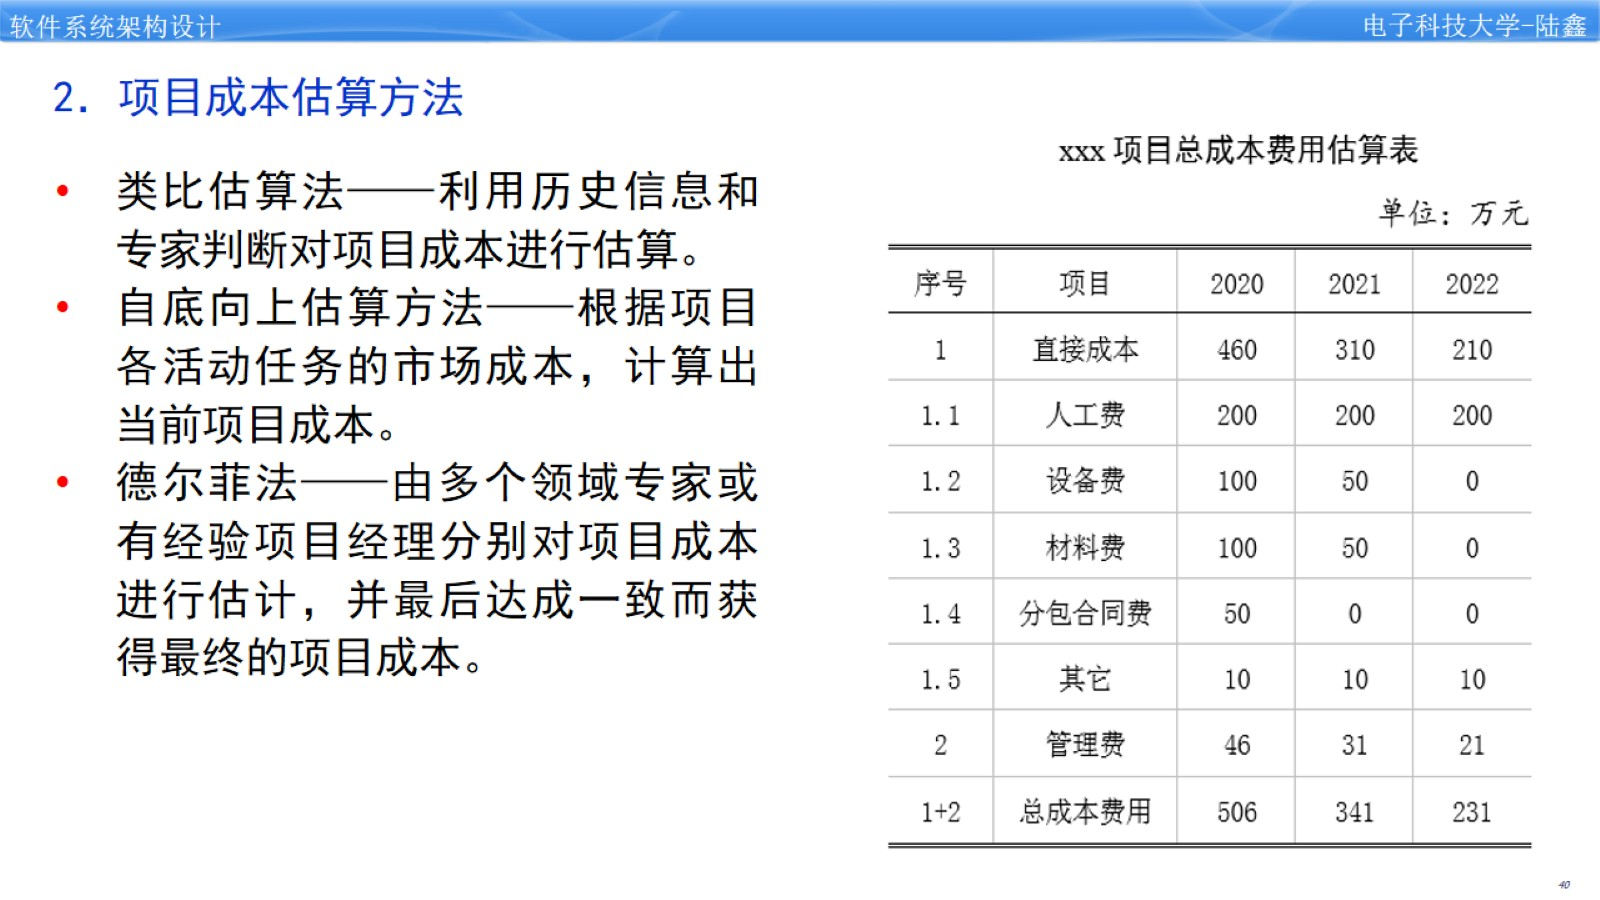 软件系统架构设计
电子科技大学-陆鑫
2. 项目成本估算方法
• 类比估算法——利用历史信息和
专家判断对项目成本进行估算。
• 自底向上估算方法——根据项目
各活动任务的市场成本，计算出
当前项目成本。
• 德尔菲法——由多个领域专家或
有经验项目经理分别对项目成本
进行估计，并最后达成一致而获
得最终的项目成本。
xxx 项目总成本费用估算表
单位：万元
序号 项目 2020 2021 2022
1 直接成本 460 310 210
1.1 人工费 200 200 200
1.2 设备费 100 50 0
1.3 材料费 100 50 0
1.4 分包合同费 50 0 0
1.5 其它 10 10 10
2 管理费 46 31 21
1+2 总成本费用 506 341 231
40